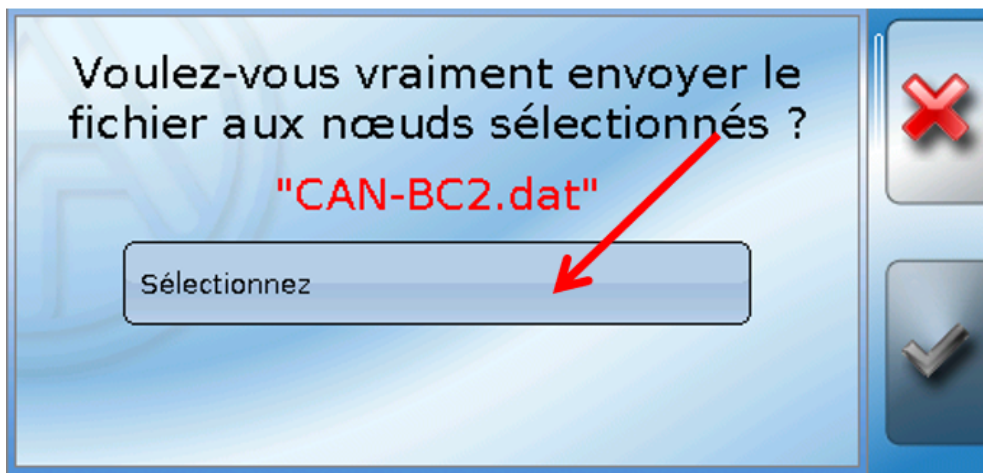 Voulez-vous vraiment envoyer le
fichier aux nœuds sélectionnés ?
"CAN-BC2.dat"
Sélectionnez